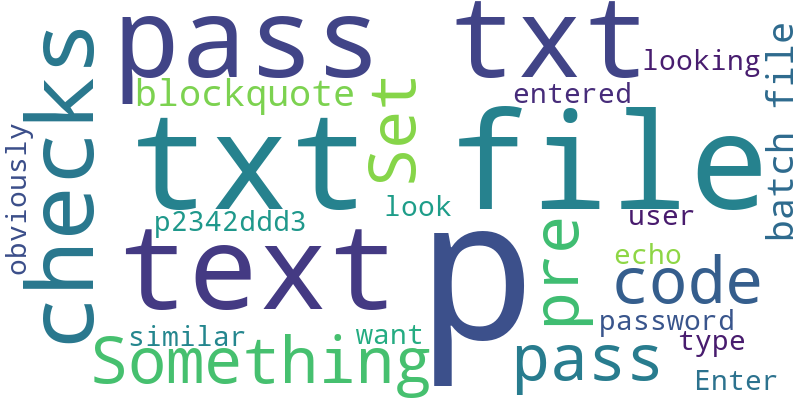 pass
txt
looking
checks
blockquote
Set
entered
batch file
obviously
txt
file
p2342ddd3
look
user
text
p
pre
echo
code
similar
want
password
type
Something
pass
Enter